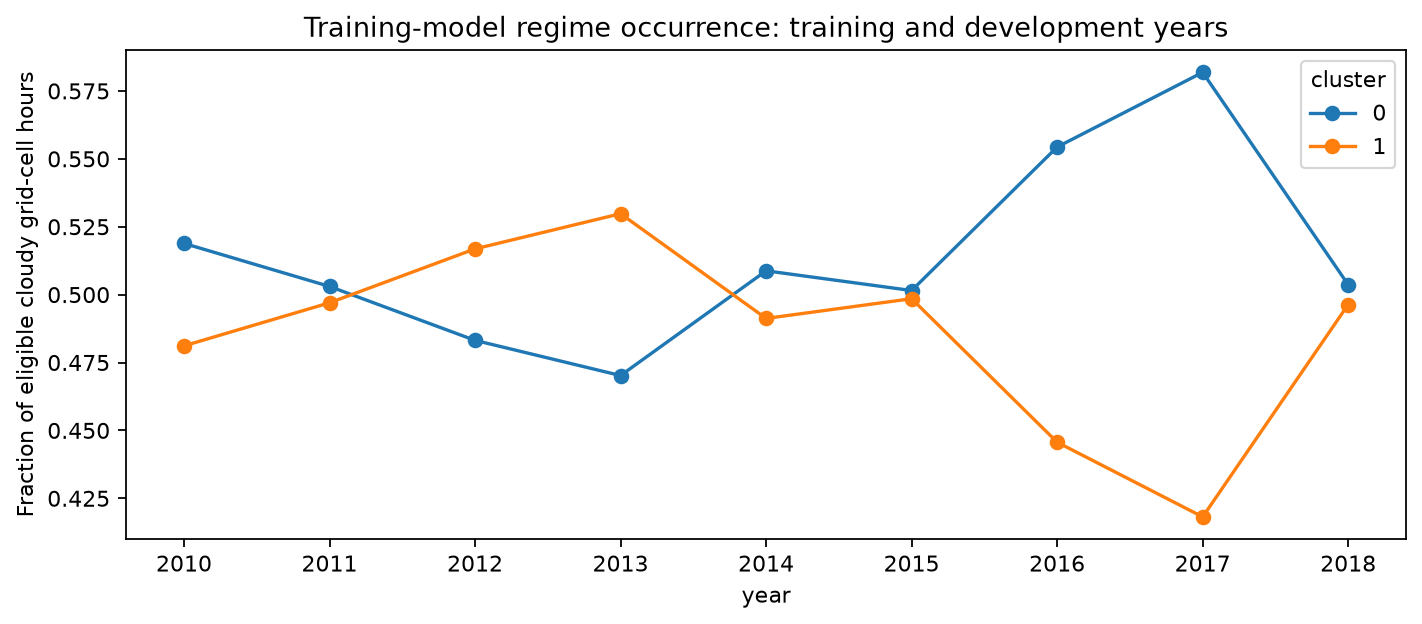 Training-model regime occurrence: training and development years
Fraction of eligible cloudy grid-cell hours
0.575
0.550
0.525
0.500
0.475
0.450
0.425
cluster
0
1
2010 2011 2012 2013 2014 2015 2016 2017 2018
year